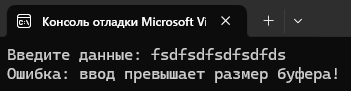 Консоль отладки Microsoft Vi
Введите данные: fsdfsdfsdfsdfds
Ошибка: ввод превышает размер буфера!